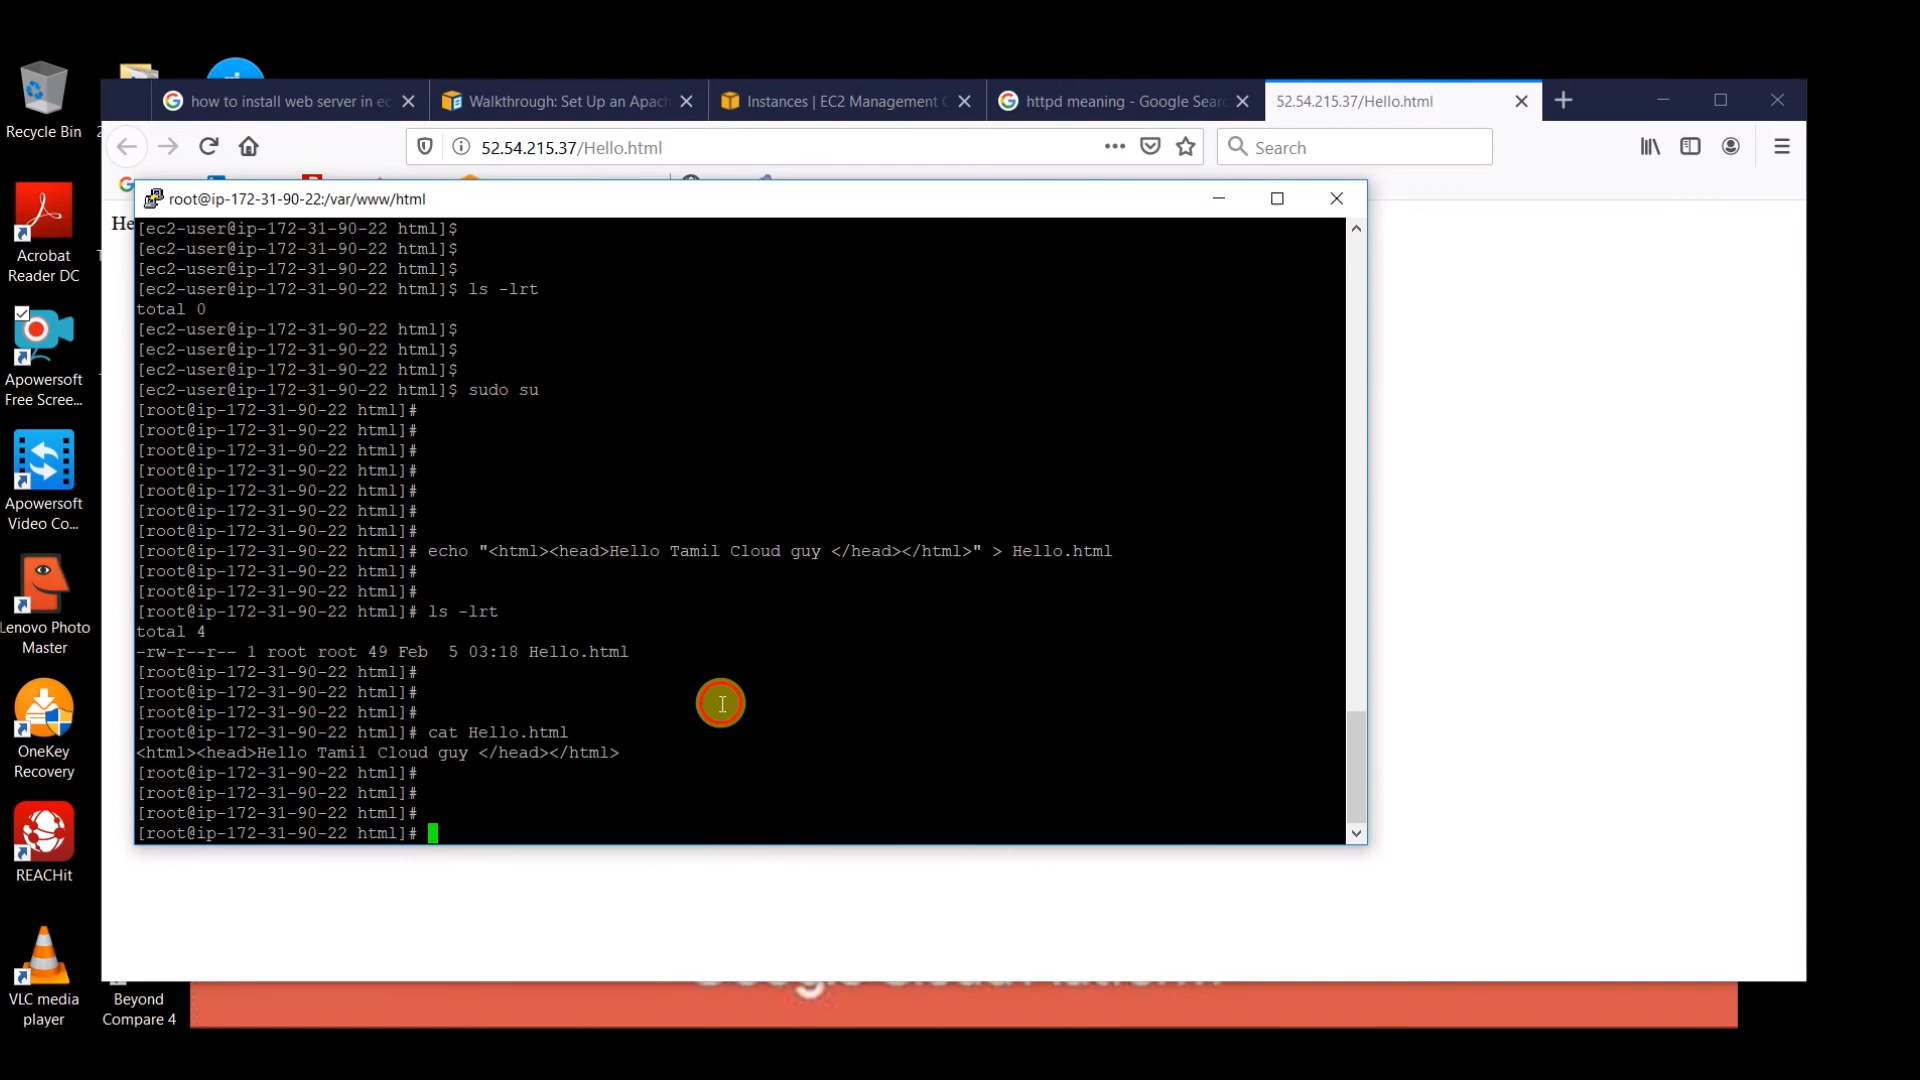 Recycle Bin
Acrobat
Reader DC
Apowersoft
Free Scree...
Apowersoft
Video Co...
Lenovo Photo
Master
OneKey
Recovery
REACHit
VLC media
player
Beyond
Compare 4
how to install web server in ec
Walkthrough: Set Up an Apach
Instances | EC2 Management C
httpd meaning - Google Searc
52.54.215.37/Hello.html
52.54.215.37/Hello.html
Search
He
root@ip-172-31-90-22:/var/www/html
[ec2-user@ip-172-31-90-22 html]$
[ec2-user@ip-172-31-90-22 html]$
[ec2-user@ip-172-31-90-22 html]$
[ec2-user@ip-172-31-90-22 html]$ ls -lrt
total 0
[ec2-user@ip-172-31-90-22 html]$
[ec2-user@ip-172-31-90-22 html]$
[ec2-user@ip-172-31-90-22 html]$
[ec2-user@ip-172-31-90-22 html]$ sudo su
[root@ip-172-31-90-22 html]#
[root@ip-172-31-90-22 html]#
[root@ip-172-31-90-22 html]#
[root@ip-172-31-90-22 html]#
[root@ip-172-31-90-22 html]#
[root@ip-172-31-90-22 html]#
[root@ip-172-31-90-22 html]#
[root@ip-172-31-90-22 html]# echo "<html><head>Hello Tamil Cloud guy </head></html>" > Hello.html
[root@ip-172-31-90-22 html]#
[root@ip-172-31-90-22 html]#
[root@ip-172-31-90-22 html]# ls -lrt
total 4
-rw-r--r-- 1 root root 49 Feb  5 03:18 Hello.html
[root@ip-172-31-90-22 html]#
[root@ip-172-31-90-22 html]#
[root@ip-172-31-90-22 html]#
[root@ip-172-31-90-22 html]# cat Hello.html
<html><head>Hello Tamil Cloud guy </head></html>
[root@ip-172-31-90-22 html]#
[root@ip-172-31-90-22 html]#
[root@ip-172-31-90-22 html]#
[root@ip-172-31-90-22 html]#